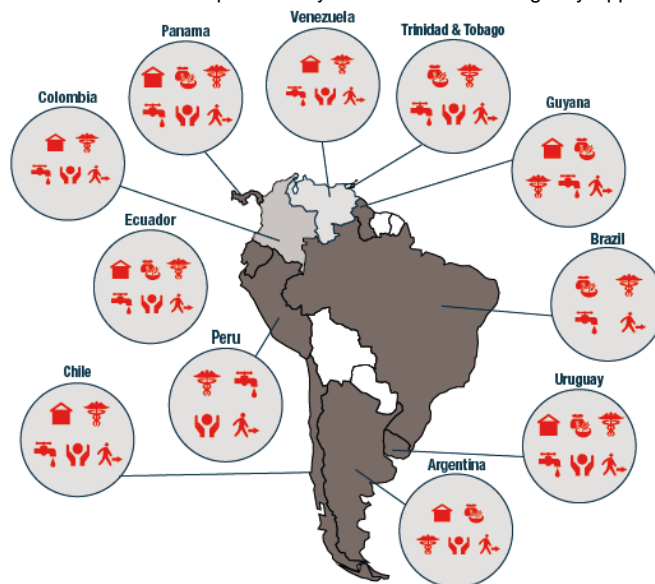 Venezuela
Panama
Trinidad & Tobago
Colombia
Guyana
Ecuador
Brazil
Peru
Chile
Uruguay
Argentina